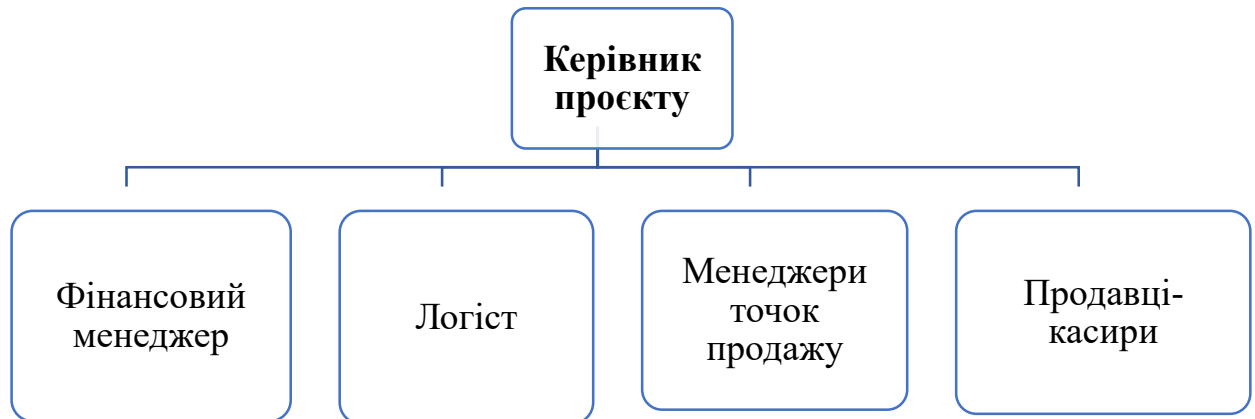 Керівник
проєкту
Фінансовий
менеджер
Логіст
Менеджери
точок
продажу
Продавці-
касири